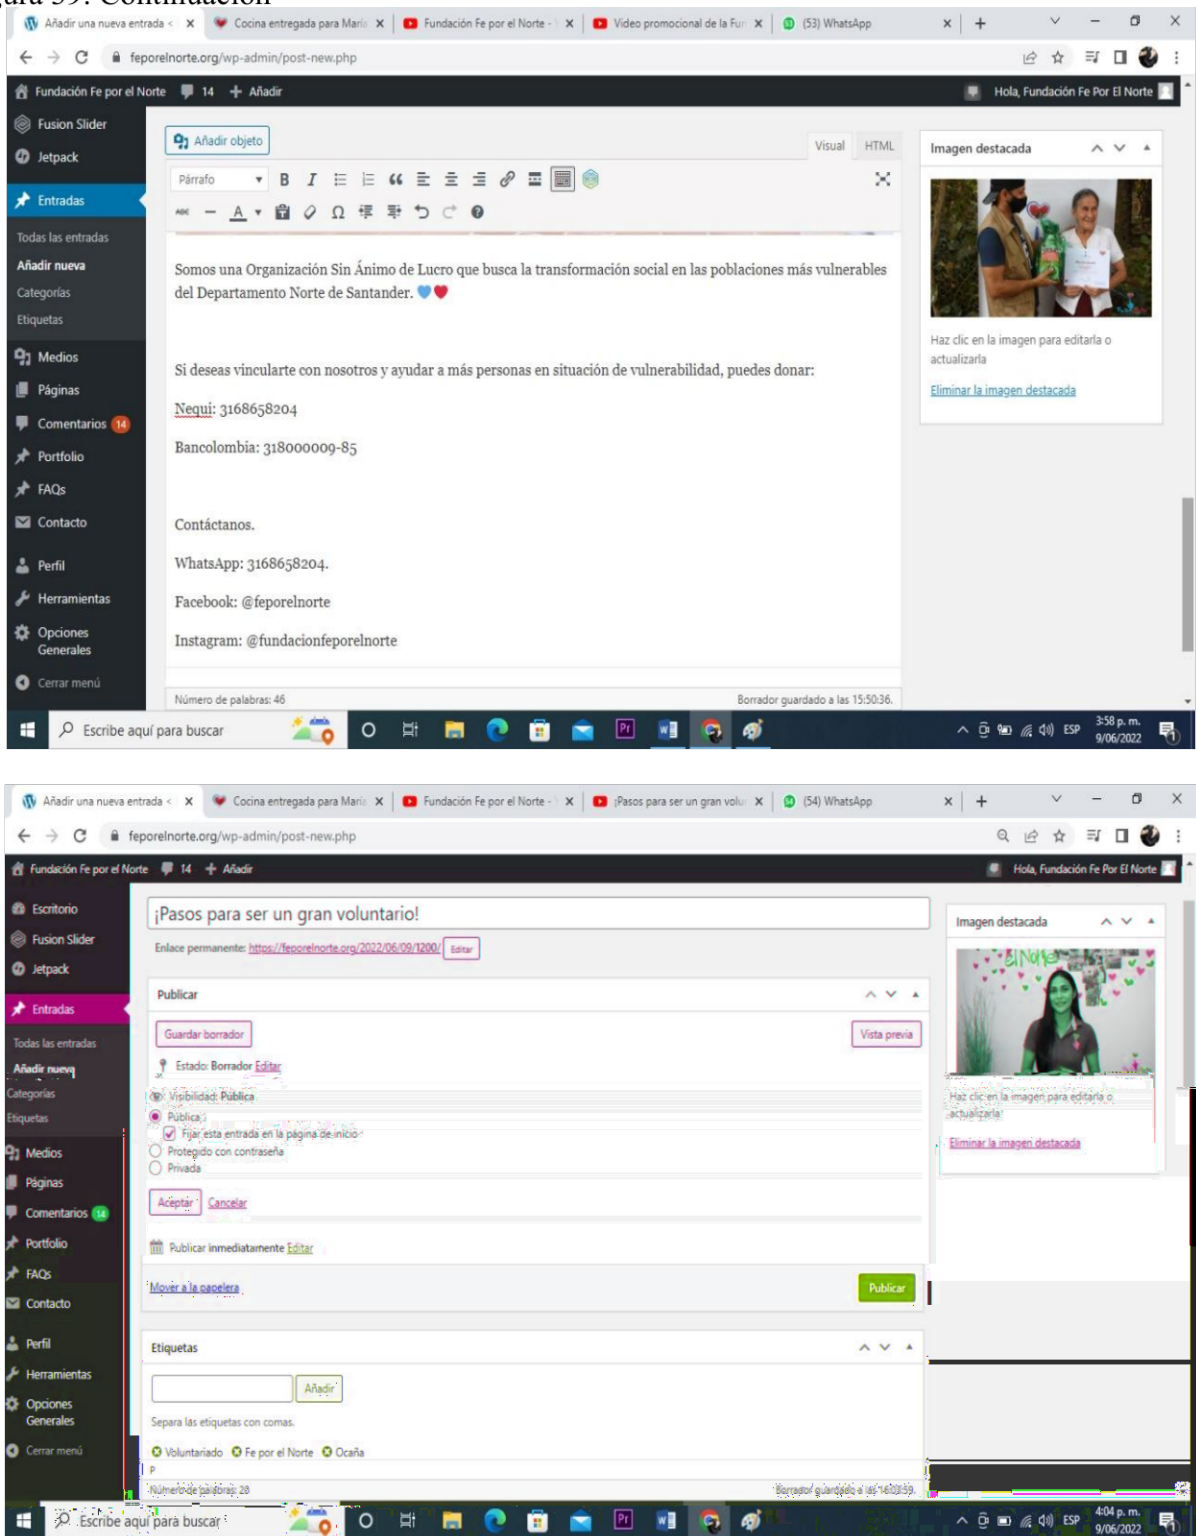 gura 39. Continuación
Añadir una nueva entrada <
Cocina entregada para María
Fundación Fe por el Norte - Y
Video promocional de la Fun
(53) WhatsApp
feporelnorte.org/wp-admin/post-new.php
Fundación Fe por el Norte 14 + Añadir
Hola, Fundación Fe Por El Norte
Fusion Slider
Jetpack
Entradas
Todas las entradas
Añadir nueva
Categorías
Etiquetas
Medios
Páginas
Comentarios 14
Portfolio
FAQs
Contacto
Perfil
Herramientas
Opciones
Generales
Cerrar menú
Añadir objeto
Visual HTML
Párrafo
Somos una Organización Sin Ánimo de Lucro que busca la transformación social en las poblaciones más vulnerables
del Departamento Norte de Santander. 💙❤
Si deseas vincularte con nosotros y ayudar a más personas en situación de vulnerabilidad, puedes donar:
Nequi: 3168658204
Bancolombia: 318000009-85
Contáctanos.
WhatsApp: 3168658204.
Facebook: @feporelnorte
Instagram: @fundacionfeporelnorte
Número de palabras: 46
Borrador guardado a las 15:50:36.
Imagen destacada
Haz clic en la imagen para editarla o
actualizarla
Eliminar la imagen destacada
Escribe aquí para buscar
Pr
ESP
3:58 p. m.
9/06/2022
Añadir una nueva entrada <
Cocina entregada para María
Fundación Fe por el Norte -
¡Pasos para ser un gran volu
(54) WhatsApp
feporelnorte.org/wp-admin/post-new.php
Fundación Fe por el Norte 14 + Añadir
Hola, Fundación Fe Por El Norte
Escritorio
Fusion Slider
Jetpack
Entradas
Todas las entradas
Añadir nueva
Categorías
Etiquetas
Medios
Páginas
Comentarios 14
Portfolio
FAQs
Contacto
Perfil
Herramientas
Opciones
Generales
Cerrar menú
¡Pasos para ser un gran voluntario!
Enlace permanente: https://feporelnorte.org/2022/06/09/1200/ Editar
Publicar
Guardar borrador
Vista previa
Estado: Borrador Editar
Visibilidad: Pública
Pública
Fijar esta entrada en la página de inicio
Protegido con contraseña
Privada
Aceptar Cancelar
Publicar inmediatamente Editar
Mover a la papelera
Publicar
Etiquetas
Añadir
Separa las etiquetas con comas.
Voluntariado Fe por el Norte Ocaña
P
Número de palabras: 28
Borrador guardado a las 16:03:59.
Imagen destacada
el Norte
Haz clic en la imagen para editarla o
actualizarla
Eliminar la imagen destacada
Escribe aquí para buscar
Pr
ESP
4:04 p. m.
9/06/2022